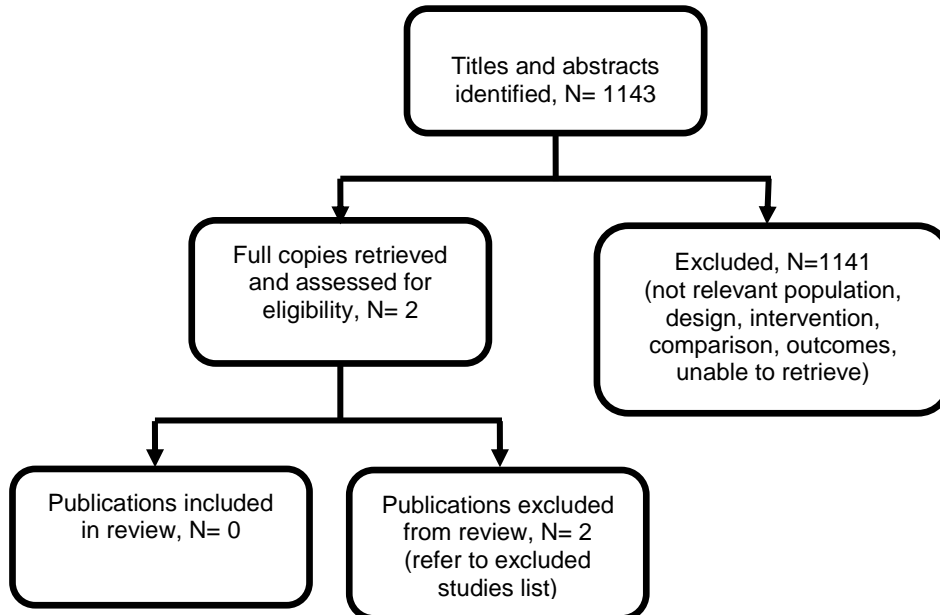 Titles and abstracts
identified, N= 1143
Full copies retrieved
and assessed for
eligibility, N= 2
Excluded, N=1141
(not relevant population,
design, intervention,
comparison, outcomes,
unable to retrieve)
Publications included
in review, N= 0
Publications excluded
from review, N= 2
(refer to excluded
studies list)